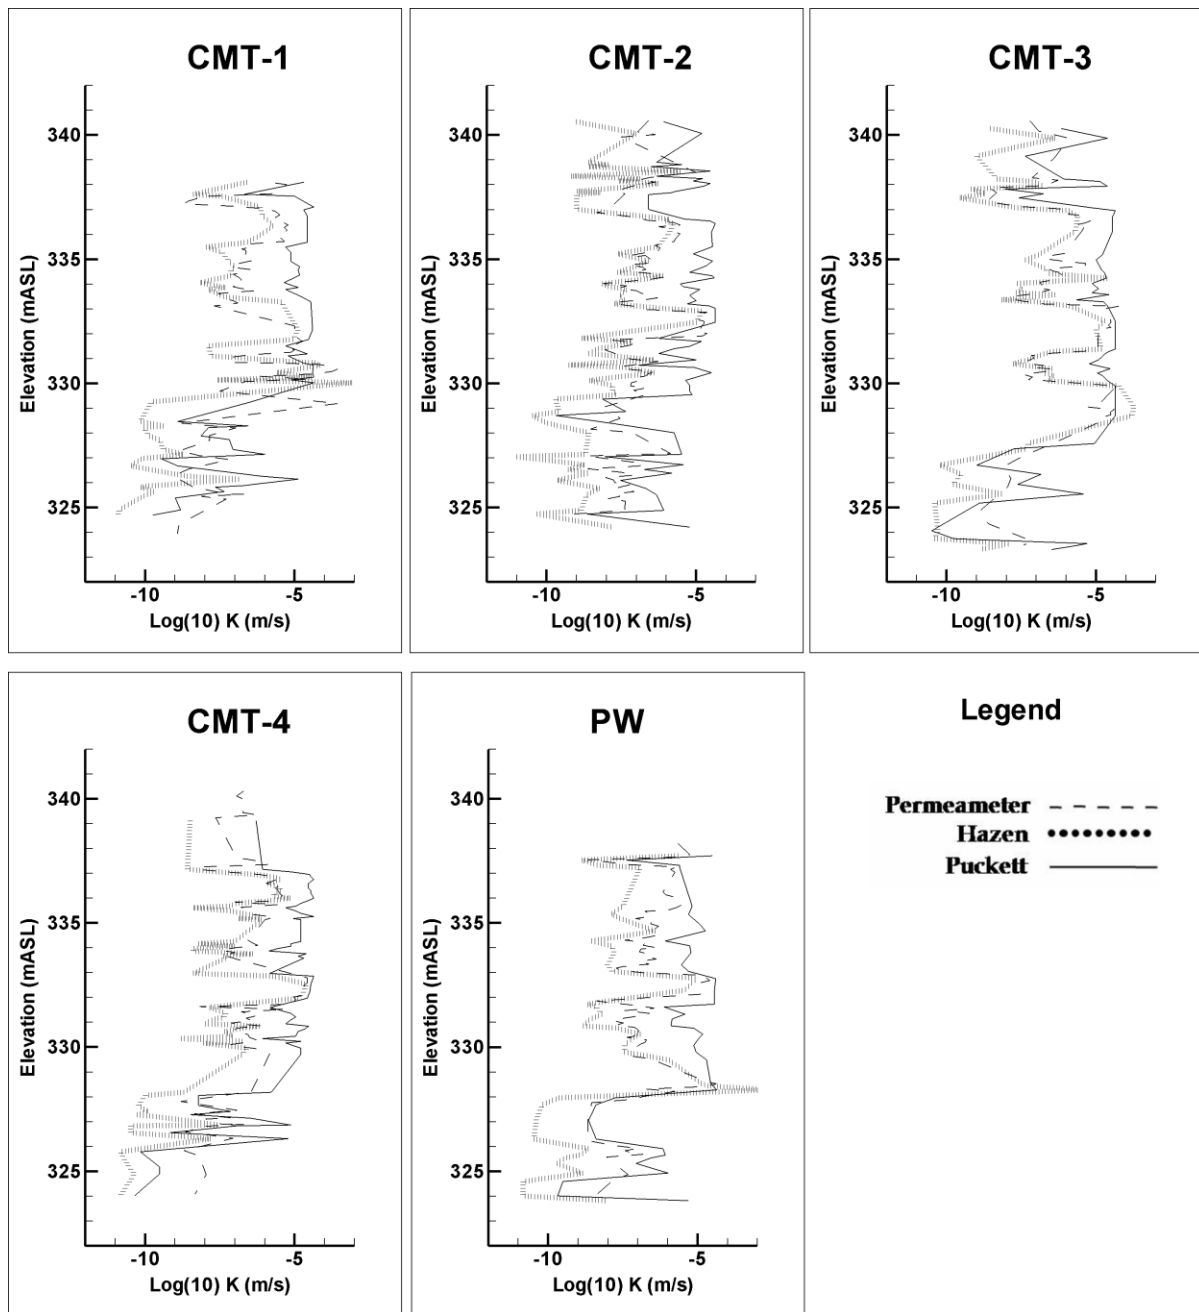 CMT-1
340
335
330
325
Elevation (mASL)
-10
-5
Log(10) K (m/s)
CMT-2
340
335
330
325
Elevation (mASL)
-10
-5
Log(10) K (m/s)
CMT-3
340
335
330
325
Elevation (mASL)
-10
-5
Log(10) K (m/s)
CMT-4
340
335
330
325
Elevation (mASL)
-10
-5
Log(10) K (m/s)
PW
340
335
330
325
Elevation (mASL)
-10
-5
Log(10) K (m/s)
Legend
Permeameter
Hazen
Puckett